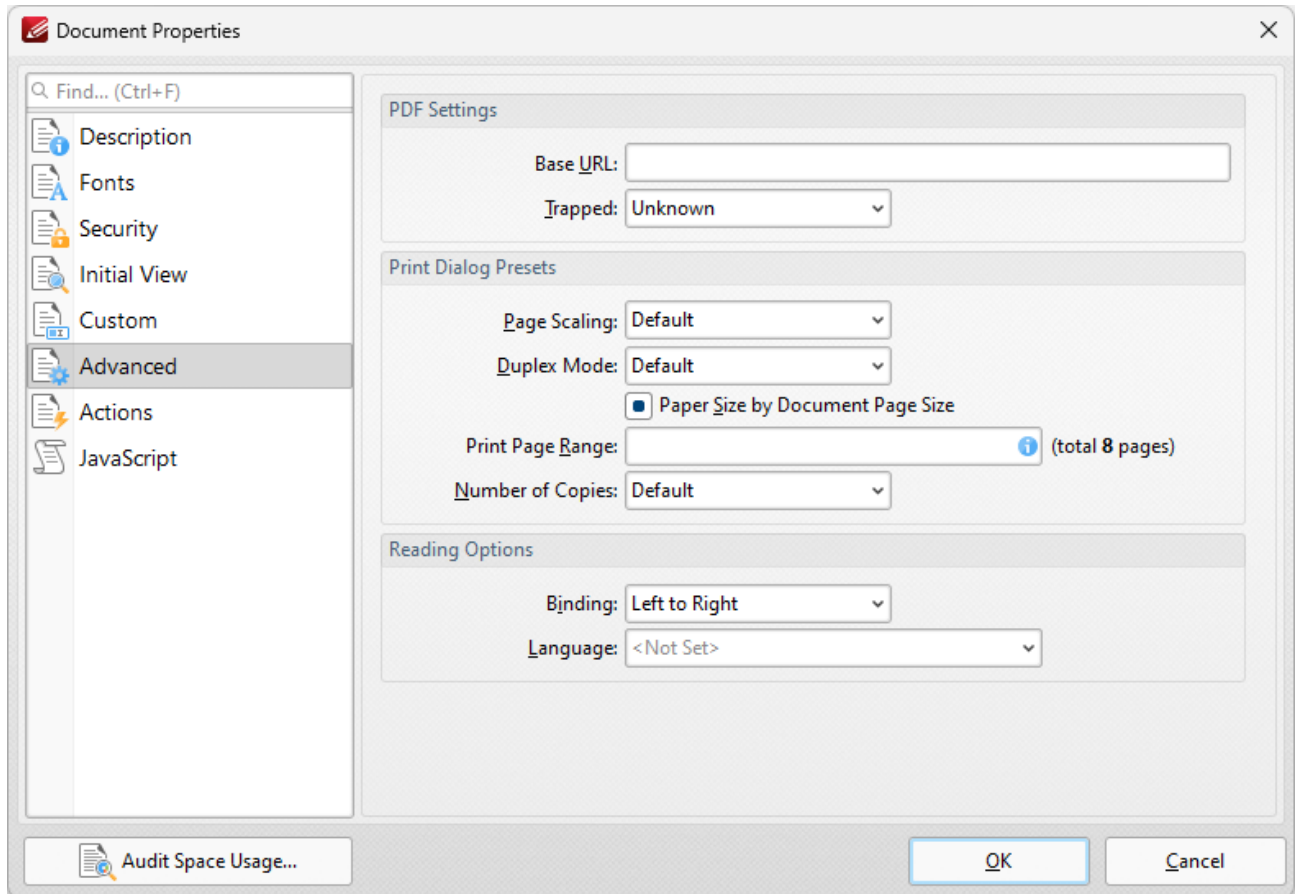 Document Properties
Find... (Ctrl+F)
Description
Fonts
Security
Initial View
Custom
Advanced
Actions
JavaScript
PDF Settings
Base URL:
Trapped: Unknown
Print Dialog Presets
Page Scaling: Default
Duplex Mode: Default
Paper Size by Document Page Size
Print Page Range: (total 8 pages)
Number of Copies: Default
Reading Options
Binding: Left to Right
Language: <Not Set>
Audit Space Usage...
OK
Cancel